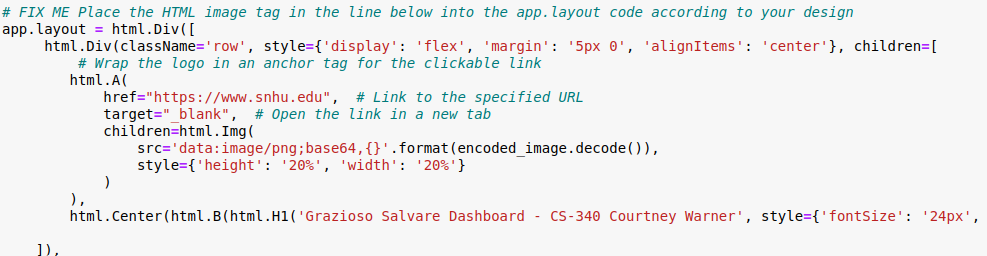 # FIX ME Place the HTML image tag in the line below into the app.layout code according to your design
app.layout = html.Div([
     html.Div(className='row', style={'display': 'flex', 'margin': '5px 0', 'alignItems': 'center'}, children=[
         # Wrap the logo in an anchor tag for the clickable link
        html.A(
            href="https://www.snhu.edu",  # Link to the specified URL
            target="_blank",  # Open the link in a new tab
            children=html.Img(
                src='data:image/png;base64,{}'.format(encoded_image.decode()),
                style={'height': '20%', 'width': '20%'}
            )
        ),
        html.Center(html.B(html.H1('Grazioso Salvare Dashboard - CS-340 Courtney Warner', style={'fontSize': '24px',
    ]),